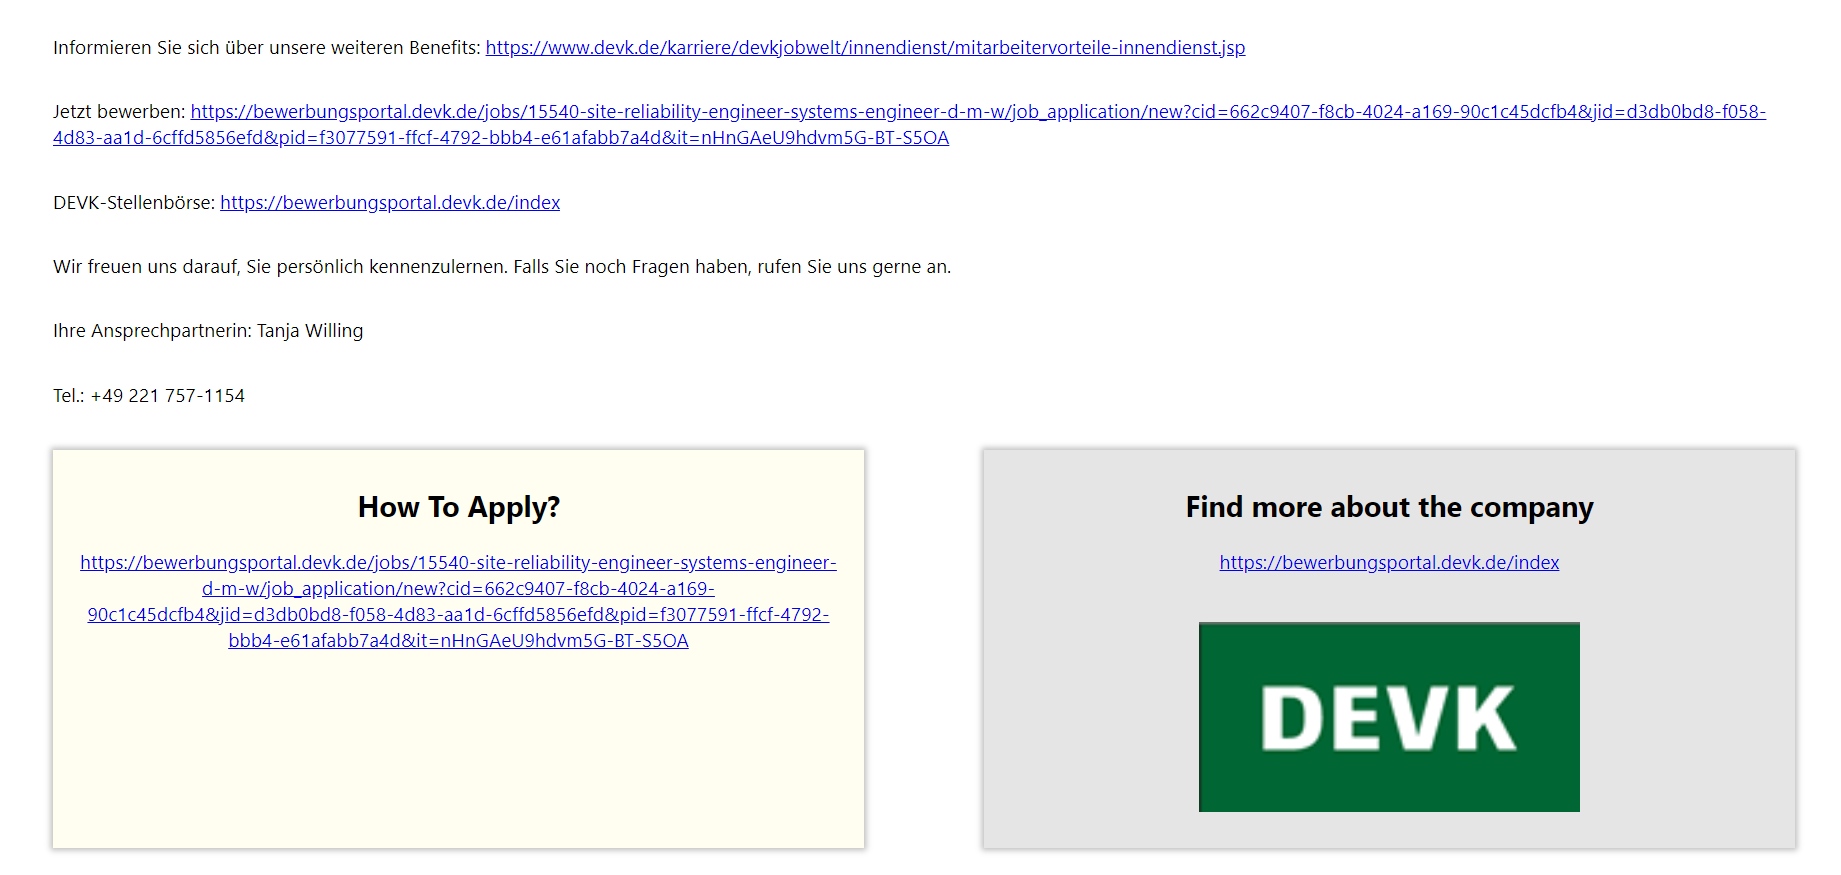 Informieren Sie sich über unsere weiteren Benefits: https://www.devk.de/karriere/devkjobwelt/innendienst/mitarbeitervorteile-innendienst.jsp
Jetzt bewerben: https://bewerbungsportal.devk.de/jobs/15540-site-reliability-engineer-systems-engineer-d-m-w/job_application/new?cid=662c9407-f8cb-4024-a169-90c1c45dcfb4&jid=d3db0bd8-f058-
4d83-aa1d-6cffd5856efd&pid=f3077591-ffcf-4792-bbb4-e61afabb7a4d&it=nHnGAeU9hdvm5G-BT-S5OA
DEVK-Stellenbörse: https://bewerbungsportal.devk.de/index
Wir freuen uns darauf, Sie persönlich kennenzulernen. Falls Sie noch Fragen haben, rufen Sie uns gerne an.
Ihre Ansprechpartnerin: Tanja Willing
Tel.: +49 221 757-1154
How To Apply?
https://bewerbungsportal.devk.de/jobs/15540-site-reliability-engineer-systems-engineer-
d-m-w/job_application/new?cid=662c9407-f8cb-4024-a169-
90c1c45dcfb4&jid=d3db0bd8-f058-4d83-aa1d-6cffd5856efd&pid=f3077591-ffcf-4792-
bbb4-e61afabb7a4d&it=nHnGAeU9hdvm5G-BT-S5OA
Find more about the company
https://bewerbungsportal.devk.de/index
DEVK